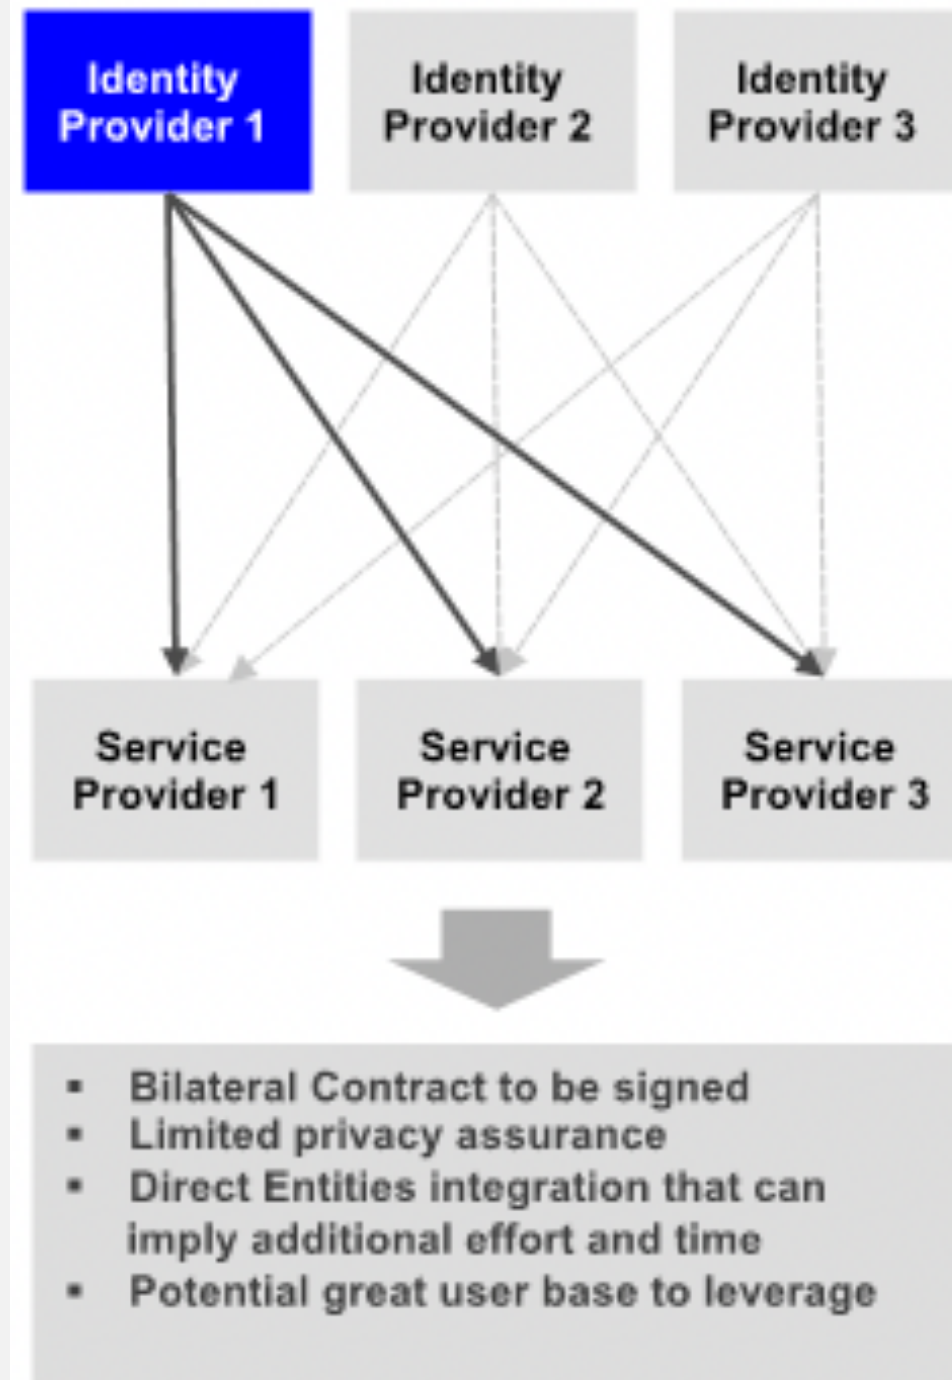 Identity
Provider 1
Identity
Provider 2
Identity
Provider 3
Service
Provider 1
Service
Provider 2
Service
Provider 3
▪ Bilateral Contract to be signed
▪ Limited privacy assurance
▪ Direct Entities integration that can
imply additional effort and time
▪ Potential great user base to leverage